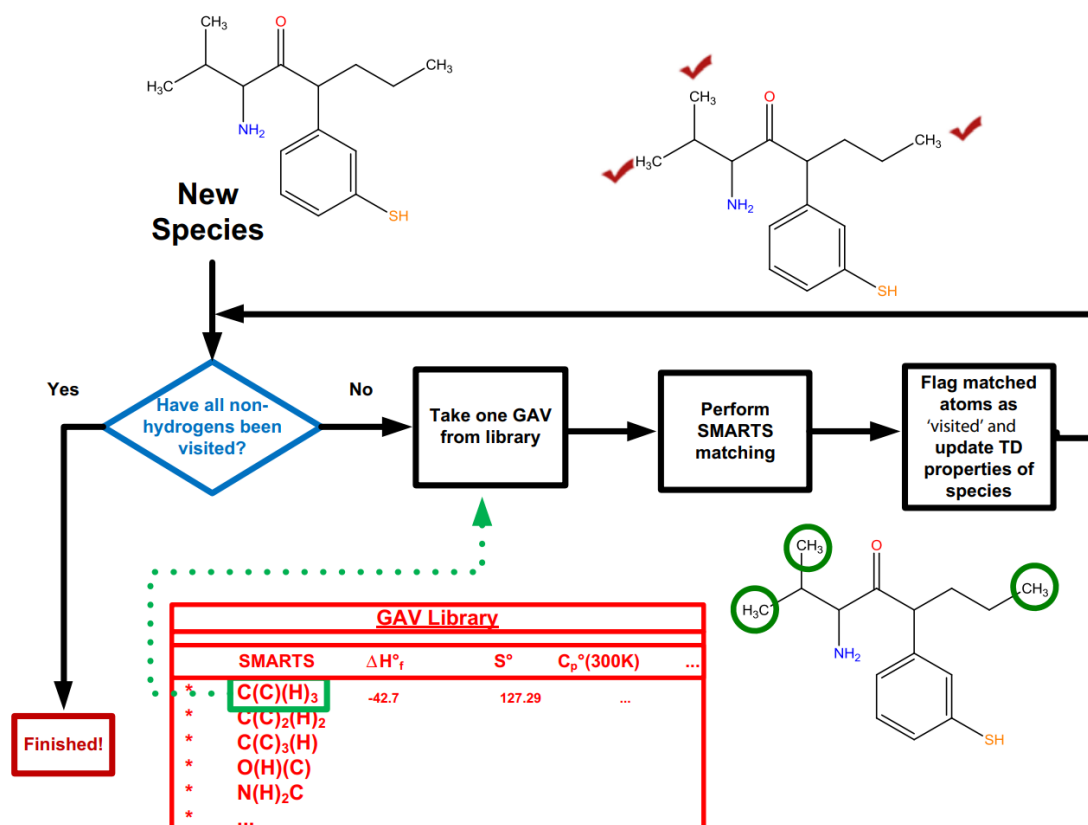 CH₃
O
H₃C
CH₃
NH₂
SH
New
Species
CH₃
O
H₃C
CH₃
NH₂
SH
Yes
No
Have all non-
hydrogens been
visited?
Take one GAV
from library
Perform
SMARTS
matching
Flag matched
atoms as
'visited' and
update TD
properties of
species
Finished!
GAV Library
SMARTS ΔH°f S° Cp°(300K) ...
* C(C)(H)₃ -42.7 127.29 ...
* C(C)₂(H)₂
* C(C)₃(H)
* O(H)(C)
* N(H)₂C
* ...
CH₃
O
H₃C
CH₃
NH₂
SH